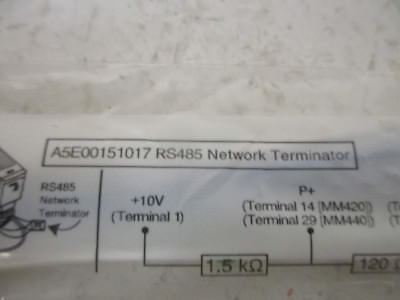 A5E00151017 RS485 Network Terminator
RS485
Network
Terminator
+10V
(Terminal 1)
P+
(Terminal 14 [MM420])
(Terminal 29 [MM440])
1.5 kΩ
120